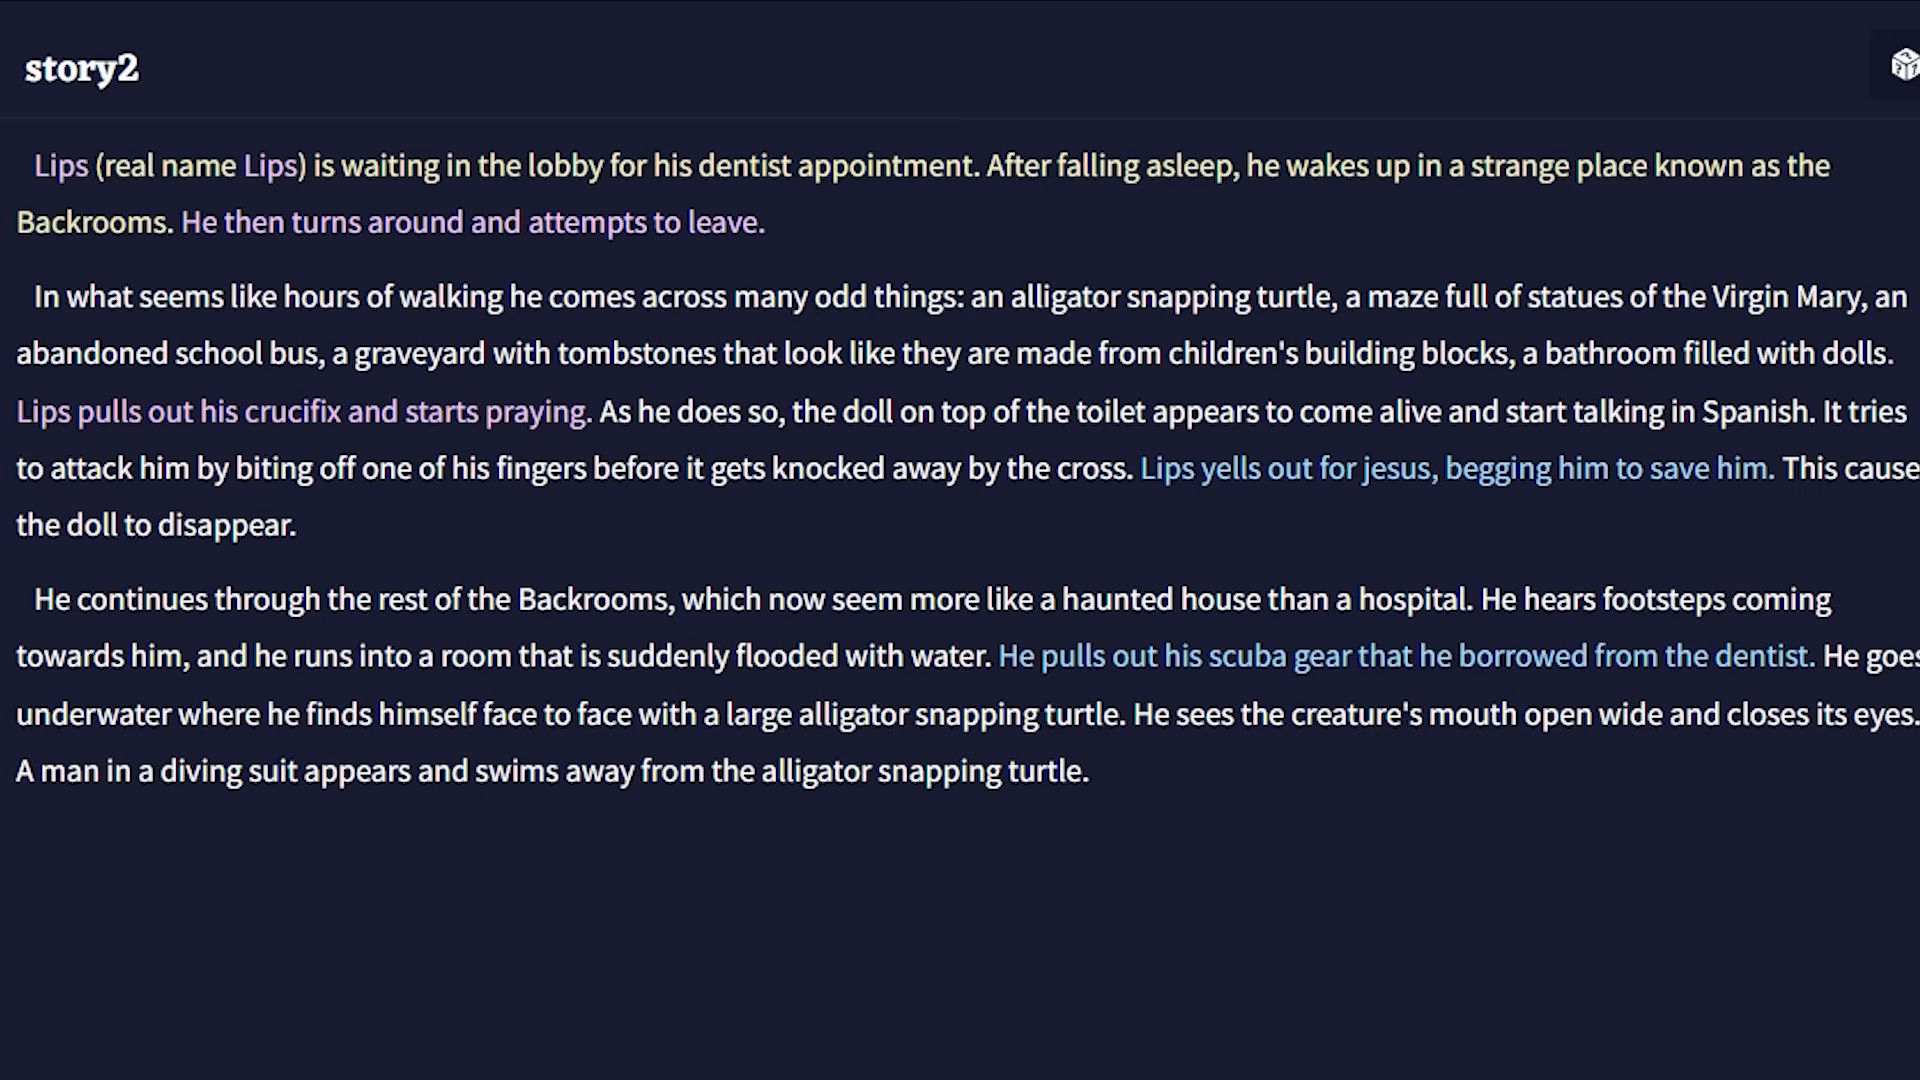 story2
Lips (real name Lips) is waiting in the lobby for his dentist appointment. After falling asleep, he wakes up in a strange place known as the
Backrooms. He then turns around and attempts to leave.
In what seems like hours of walking he comes across many odd things: an alligator snapping turtle, a maze full of statues of the Virgin Mary, an
abandoned school bus, a graveyard with tombstones that look like they are made from children's building blocks, a bathroom filled with dolls.
Lips pulls out his crucifix and starts praying. As he does so, the doll on top of the toilet appears to come alive and start talking in Spanish. It tries
to attack him by biting off one of his fingers before it gets knocked away by the cross. Lips yells out for jesus, begging him to save him. This cause
the doll to disappear.
He continues through the rest of the Backrooms, which now seem more like a haunted house than a hospital. He hears footsteps coming
towards him, and he runs into a room that is suddenly flooded with water. He pulls out his scuba gear that he borrowed from the dentist. He goes
underwater where he finds himself face to face with a large alligator snapping turtle. He sees the creature's mouth open wide and closes its eyes.
A man in a diving suit appears and swims away from the alligator snapping turtle.